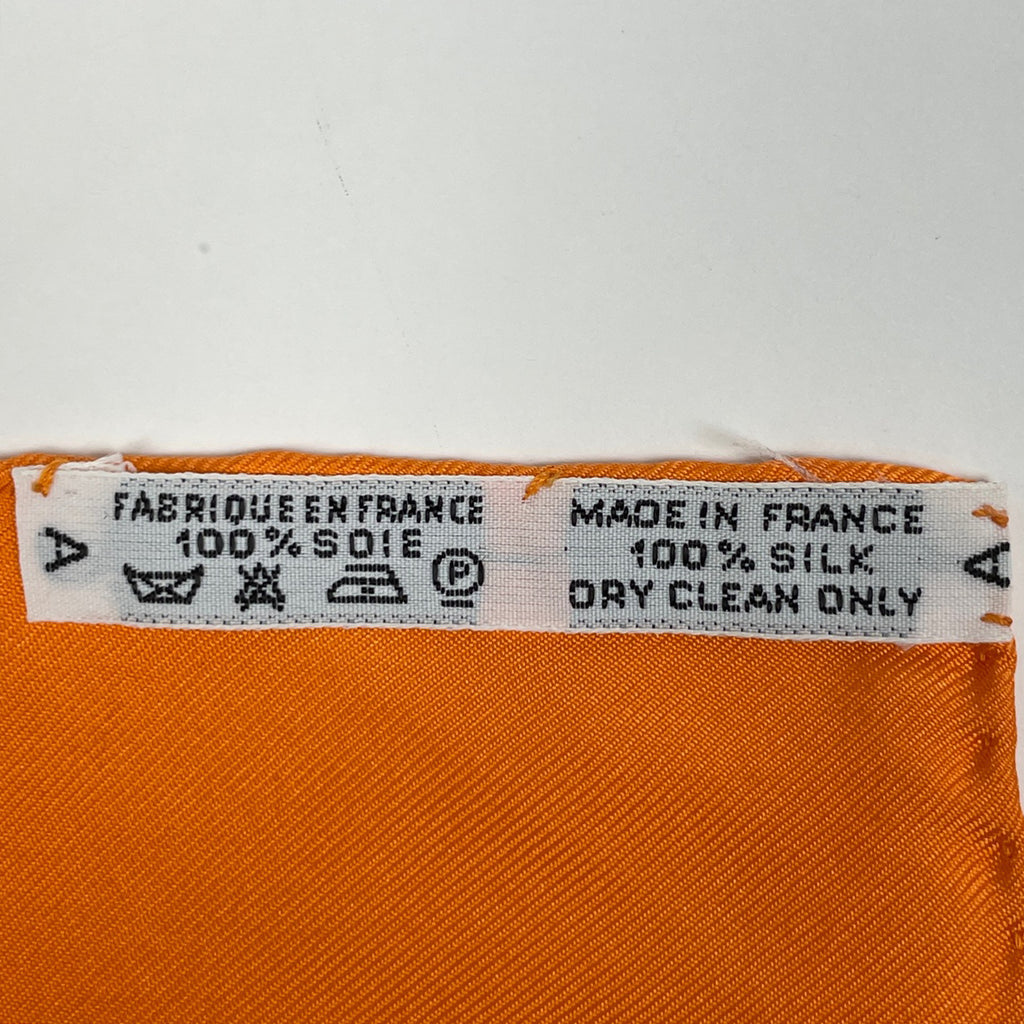 A
FABRIQUE EN FRANCE
100% SOIE
P
MADE IN FRANCE
100% SILK
DRY CLEAN ONLY
A